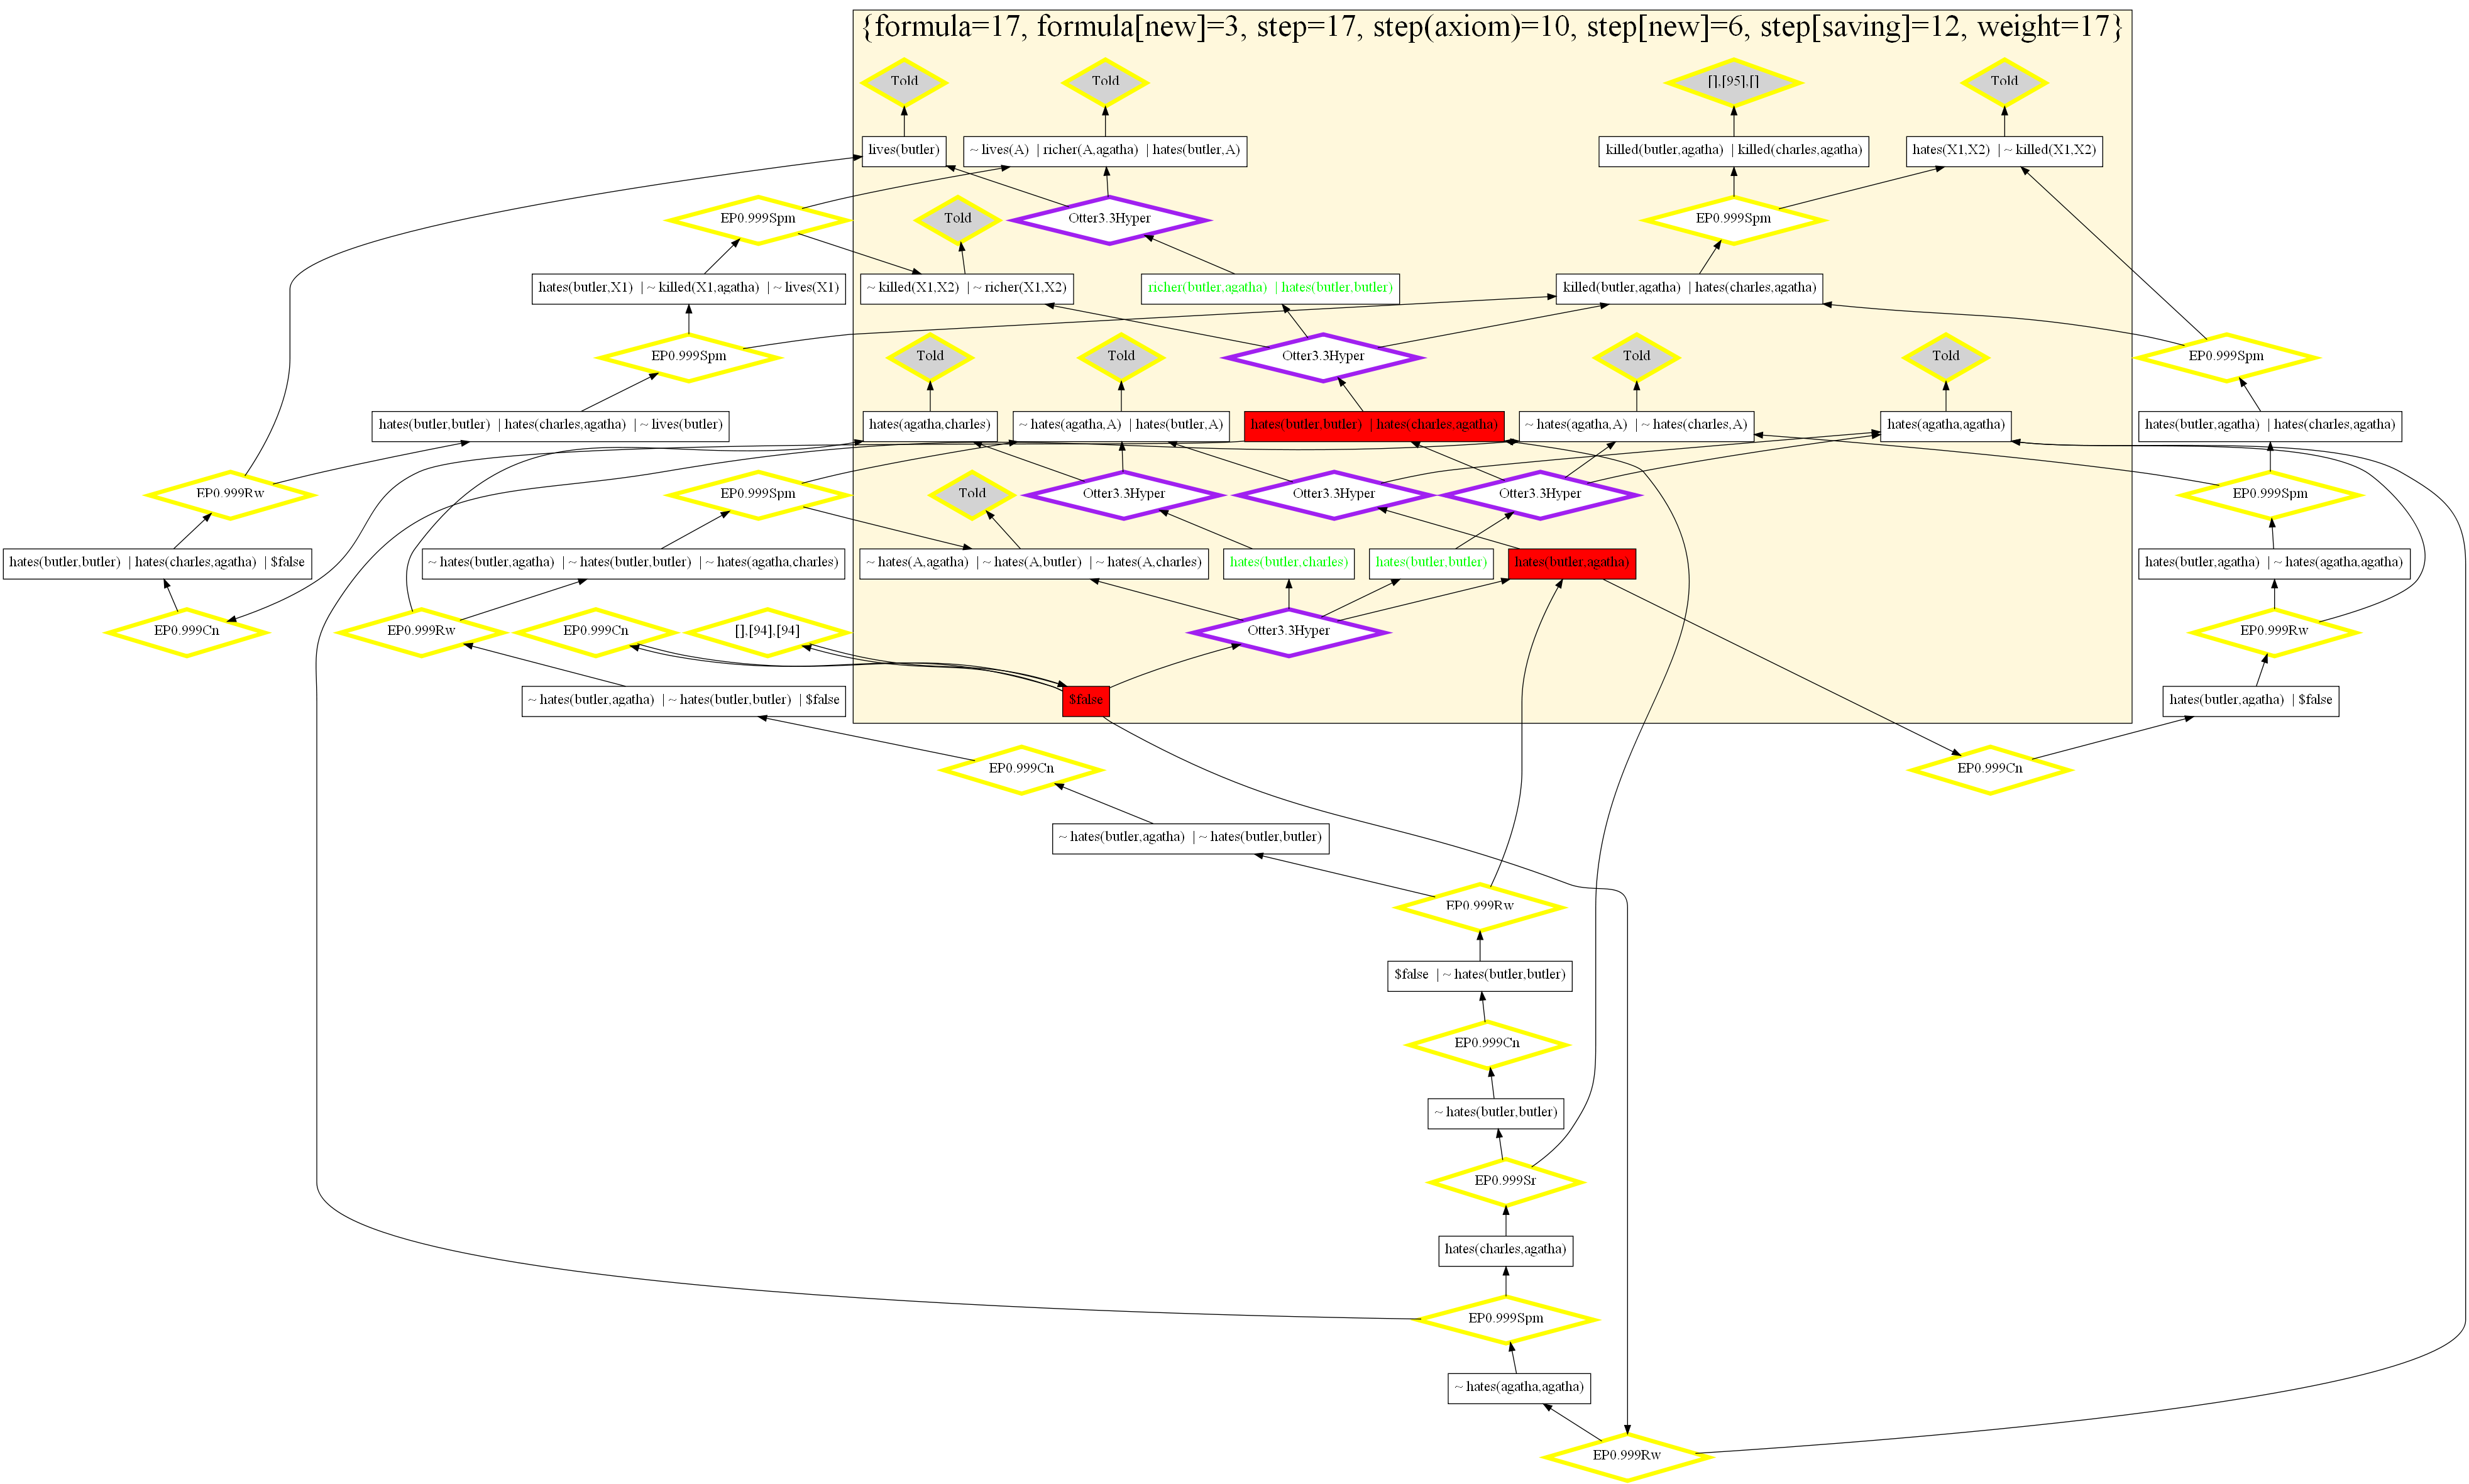 {formula=17, formula[new]=3, step=17, step(axiom)=10, step[new]=6, step[saving]=12, weight=17}
Told
Told
[],[95],[]
Told
lives(butler)
~ lives(A) | richer(A,agatha) | hates(butler,A)
killed(butler,agatha) | killed(charles,agatha)
hates(X1,X2) | ~ killed(X1,X2)
EP0.999Spm
Told
Otter3.3Hyper
EP0.999Spm
hates(butler,X1) | ~ killed(X1,agatha) | ~ lives(X1)
~ killed(X1,X2) | ~ richer(X1,X2)
richer(butler,agatha) | hates(butler,butler)
killed(butler,agatha) | hates(charles,agatha)
EP0.999Spm
Told
Told
Otter3.3Hyper
Told
Told
EP0.999Spm
hates(butler,butler) | hates(charles,agatha) | ~ lives(butler)
hates(agatha,charles)
~ hates(agatha,A) | hates(butler,A)
hates(butler,butler) | hates(charles,agatha)
~ hates(agatha,A) | ~ hates(charles,A)
hates(agatha,agatha)
hates(butler,agatha) | hates(charles,agatha)
EP0.999Rw
EP0.999Spm
Told
Otter3.3Hyper
Otter3.3Hyper
Otter3.3Hyper
EP0.999Spm
hates(butler,butler) | hates(charles,agatha) | $false
~ hates(butler,agatha) | ~ hates(butler,butler) | ~ hates(agatha,charles)
~ hates(A,agatha) | ~ hates(A,butler) | ~ hates(A,charles)
hates(butler,charles)
hates(butler,butler)
hates(butler,agatha)
hates(butler,agatha) | ~ hates(agatha,agatha)
EP0.999Cn
EP0.999Rw
EP0.999Cn
[],[94],[94]
Otter3.3Hyper
EP0.999Rw
~ hates(butler,agatha) | ~ hates(butler,butler) | $false
$false
hates(butler,agatha) | $false
EP0.999Cn
EP0.999Cn
~ hates(butler,agatha) | ~ hates(butler,butler)
EP0.999Rw
$false | ~ hates(butler,butler)
EP0.999Cn
~ hates(butler,butler)
EP0.999Sr
hates(charles,agatha)
EP0.999Spm
~ hates(agatha,agatha)
EP0.999Rw